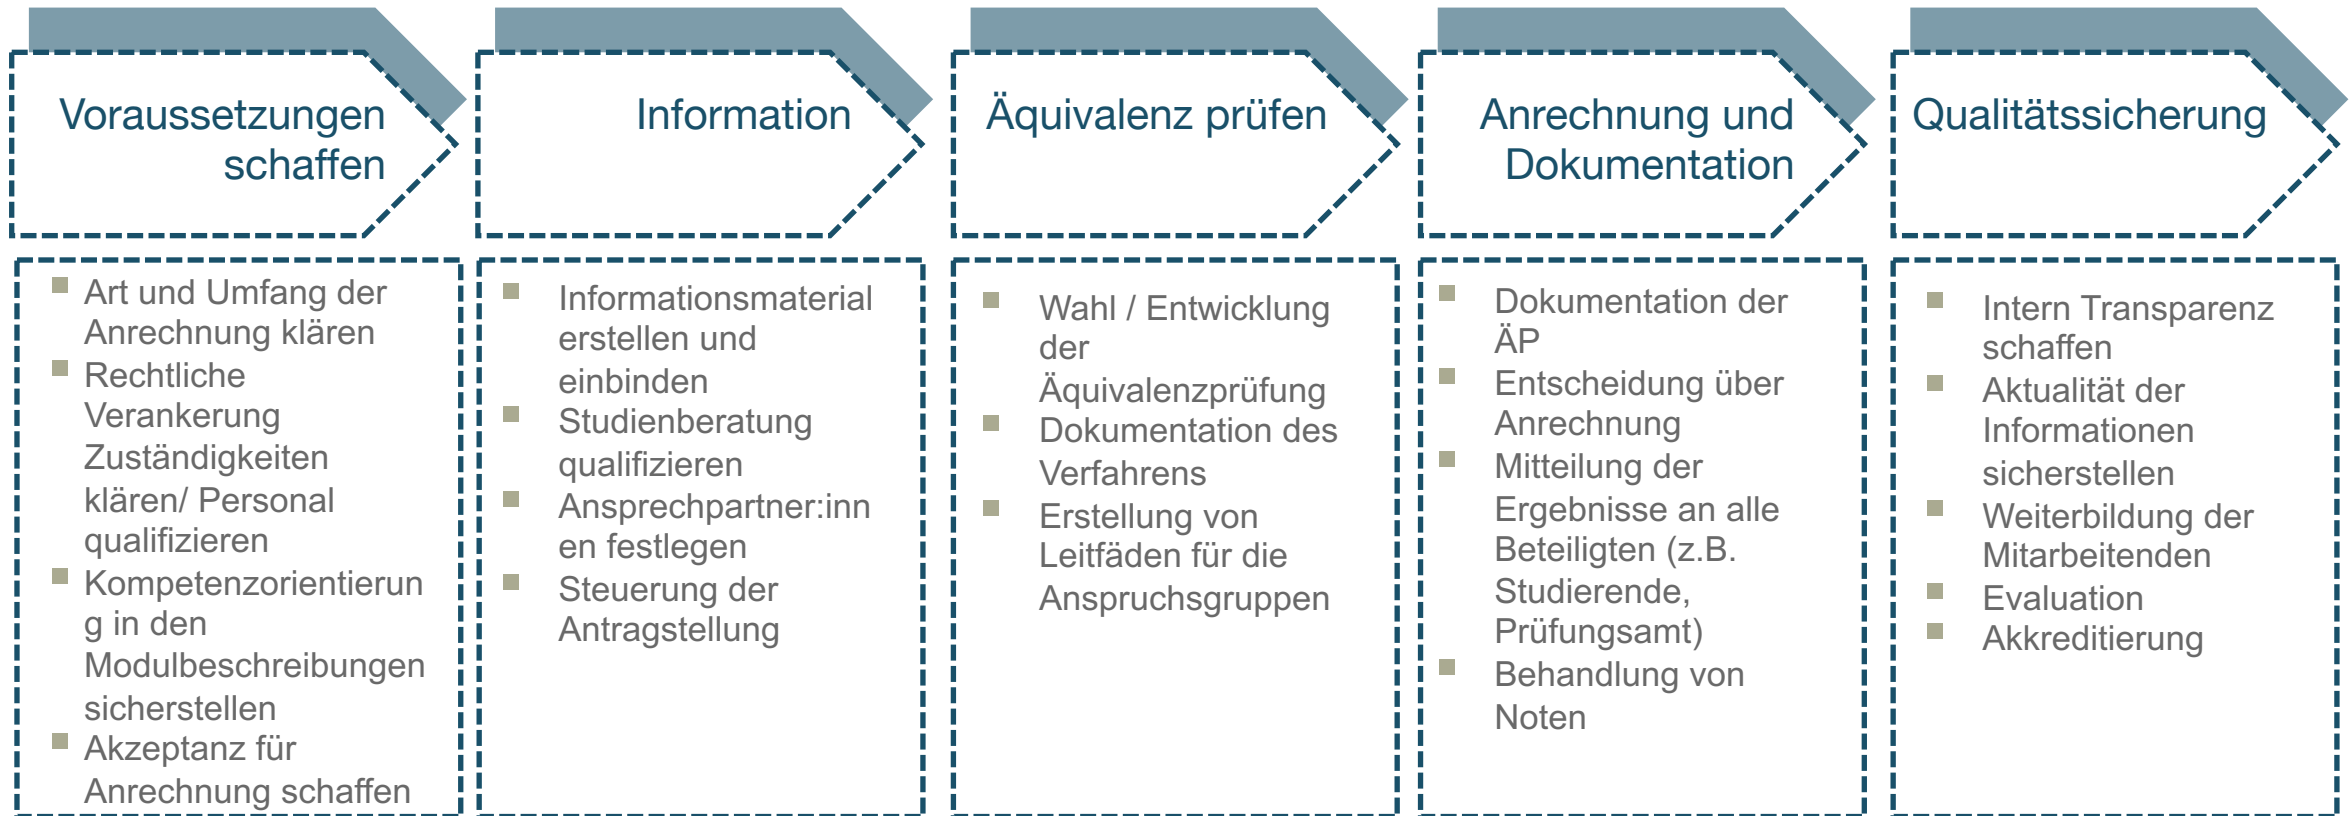 Voraussetzungen
schaffen
Art und Umfang der
Anrechnung klären
Rechtliche
Verankerung
Zuständigkeiten
klären/ Personal
qualifizieren
Kompetenzorientierun
g in den
Modulbeschreibungen
sicherstellen
Akzeptanz für
Anrechnung schaffen
Information
Informationsmaterial
erstellen und
einbinden
Studienberatung
qualifizieren
Ansprechpartner:inn
en festlegen
Steuerung der
Antragstellung
Äquivalenz prüfen
Wahl / Entwicklung
der
Äquivalenzprüfung
Dokumentation des
Verfahrens
Erstellung von
Leitfäden für die
Anspruchsgruppen
Anrechnung und
Dokumentation
Dokumentation der
ÄP
Entscheidung über
Anrechnung
Mitteilung der
Ergebnisse an alle
Beteiligten (z.B.
Studierende,
Prüfungsamt)
Behandlung von
Noten
Qualitätssicherung
Intern Transparenz
schaffen
Aktualität der
Informationen
sicherstellen
Weiterbildung der
Mitarbeitenden
Evaluation
Akkreditierung